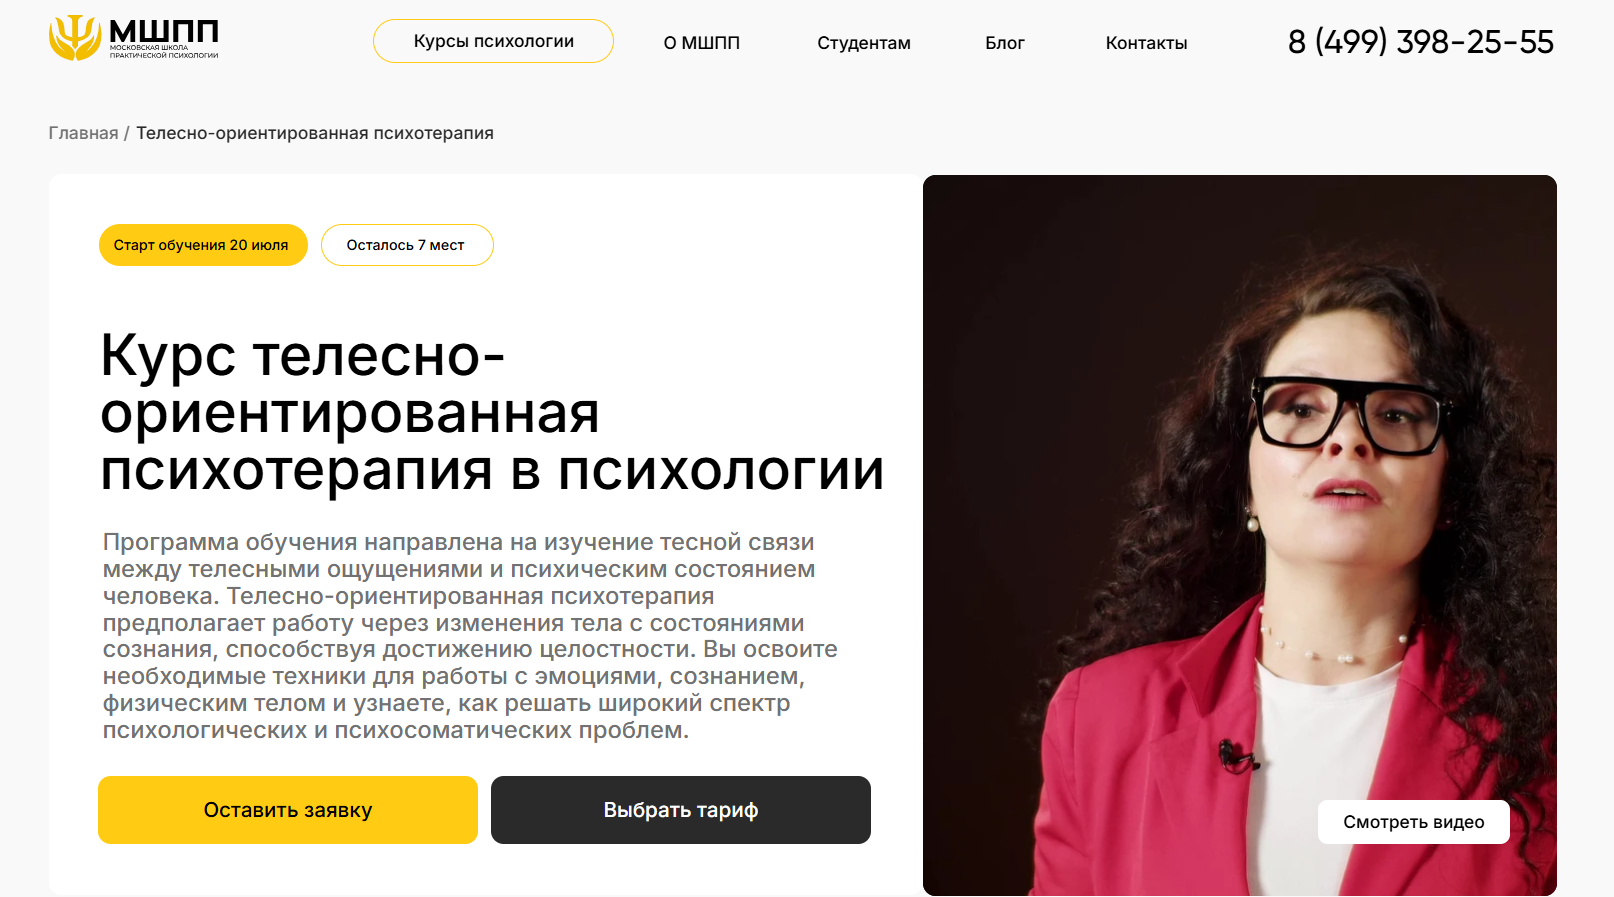 МШПП
МОСКОВСКАЯ ШКОЛА
ПРАКТИЧЕСКОЙ ПСИХОЛОГИИ
Курсы психологии
О МШПП
Студентам
Блог
Контакты
8 (499) 398-25-55
Главная / Телесно-ориентированная психотерапия
Старт обучения 20 июля
Осталось 7 мест
Курс телесно-
ориентированная
психотерапия в психологии
Программа обучения направлена на изучение тесной связи
между телесными ощущениями и психическим состоянием
человека. Телесно-ориентированная психотерапия
предполагает работу через изменения тела с состояниями
сознания, способствуя достижению целостности. Вы освоите
необходимые техники для работы с эмоциями, сознанием,
физическим телом и узнаете, как решать широкий спектр
психологических и психосоматических проблем.
Оставить заявку
Выбрать тариф
Смотреть видео